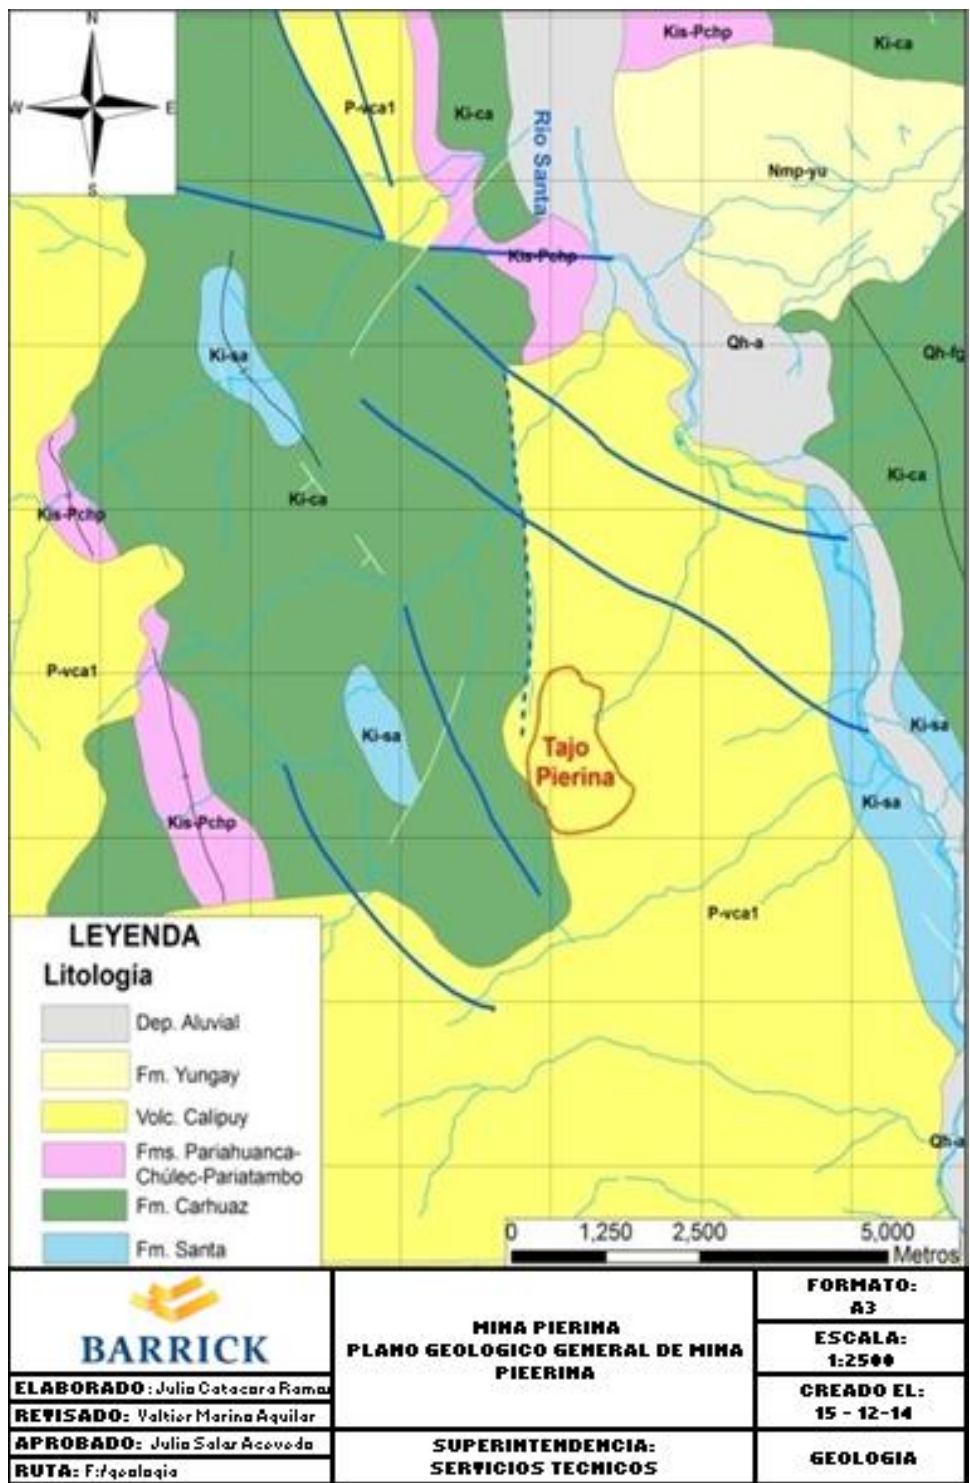 N
W
E
S
Kis-Pchp
Ki-ca
P-vca1
Ki-ca
Rio Santa
Nmp-yu
Kis-Pchp
Qh-a
Qh-fg
Ki-sa
Ki-ca
Ki-ca
Kis-Pchp
P-vca1
Ki-sa
Tajo
Pierina
Ki-sa
Ki-sa
Kis-Pchp
P-vca1
Qh-a
LEYENDA
Litología
Dep. Aluvial
Fm. Yungay
Volc. Calipuy
Fms. Pariahuanca-
Chúlec-Pariatambo
Fm. Carhuaz
Fm. Santa
0 1,250 2,500 5,000
Metros
BARRICK
ELABORADO: Julia Catacora Ramo
REVISADO: Valtier Marina Aquilar
APROBADO: Julia Salar Acevedo
RUTA: F:/geologia
MINA PIERINA
PLANO GEOLOGICO GENERAL DE MINA
PIEERINA
SUPERINTENDENCIA:
SERVICIOS TECNICOS
FORMATO:
A3
ESCALA:
1:2500
CREADO EL:
15 - 12-14
GEOLOGIA